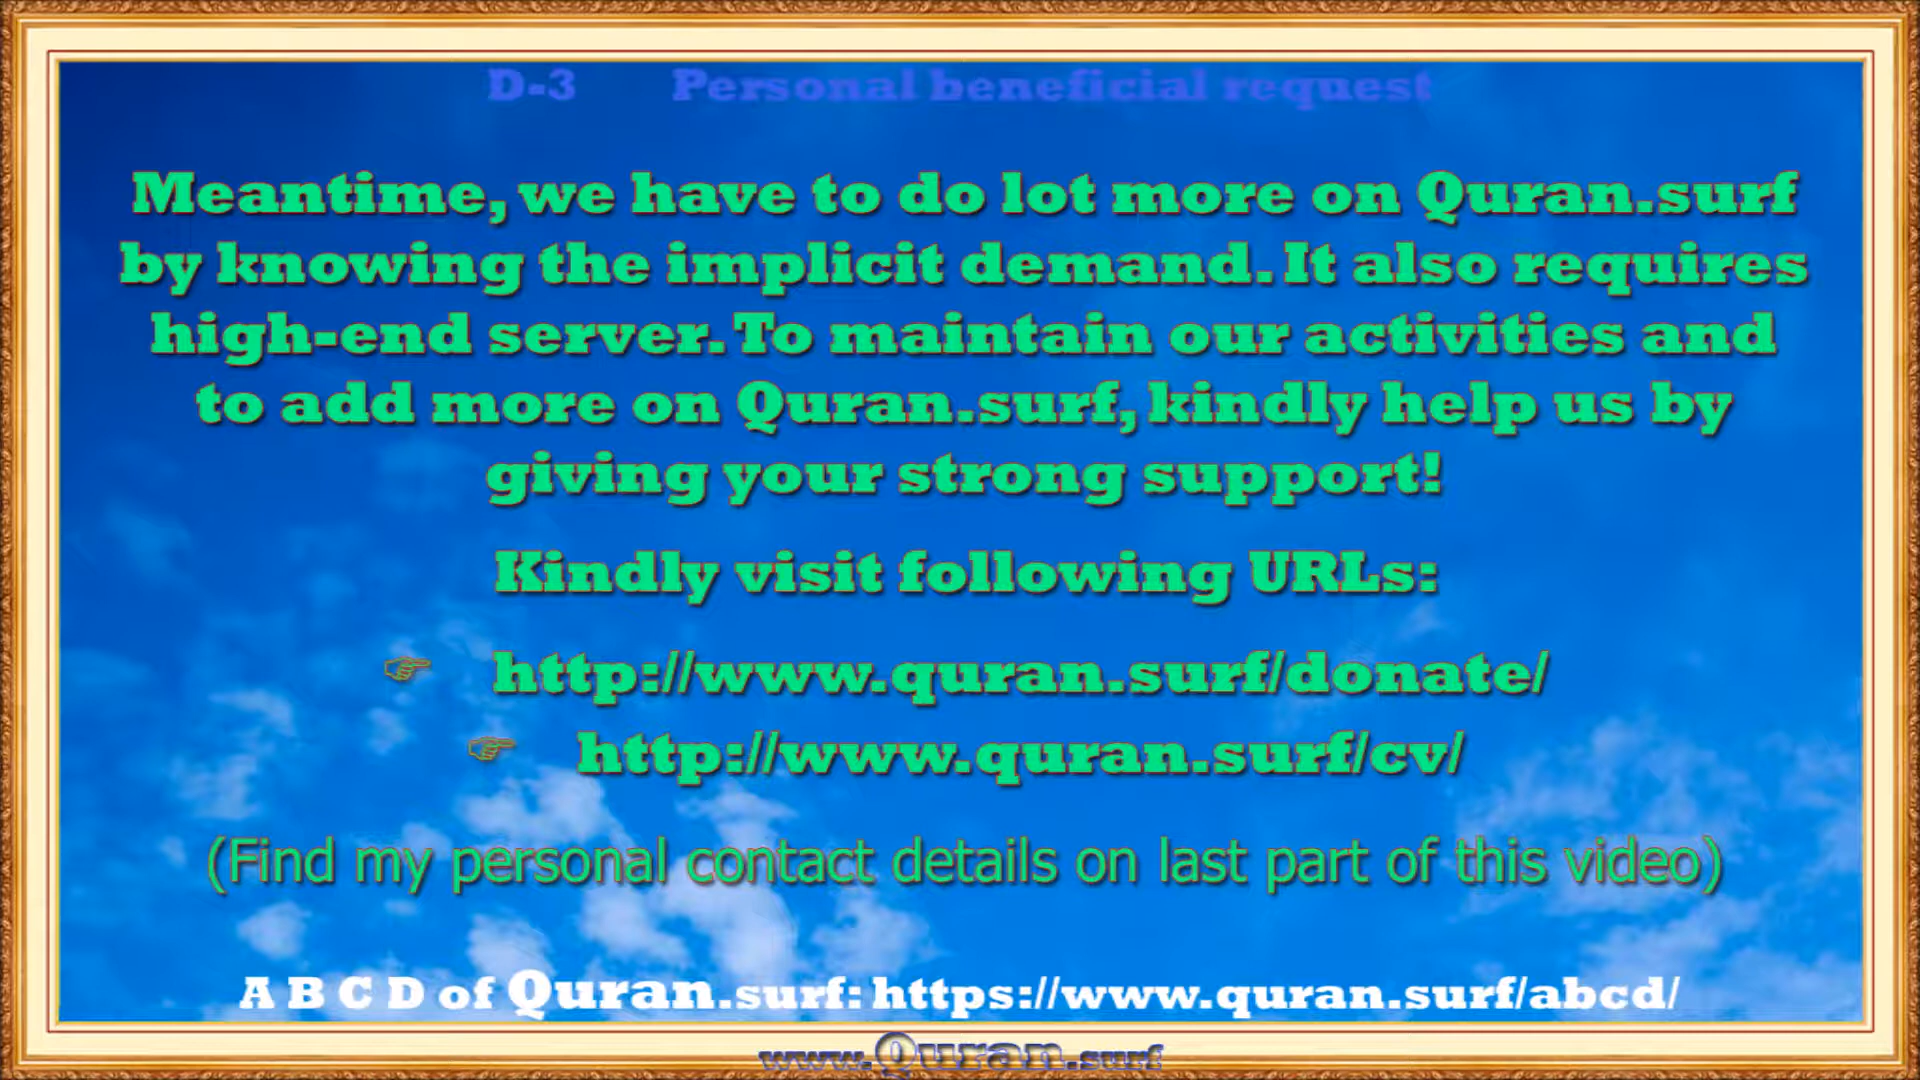 D-3 Personal beneficial request
Meantime, we have to do lot more on Quran.surf
by knowing the implicit demand. It also requires
high-end server. To maintain our activities and
to add more on Quran.surf, kindly help us by
giving your strong support!
Kindly visit following URLs:
☞ http://www.quran.surf/donate/
☞ http://www.quran.surf/cv/
(Find my personal contact details on last part of this video)
A B C D of Quran.surf: https://www.quran.surf/abcd/
www.Quran.surf